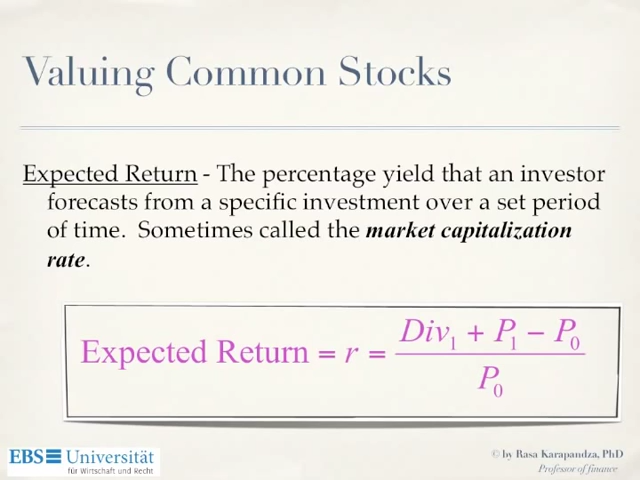 Valuing Common Stocks
Expected Return - The percentage yield that an investor
forecasts from a specific investment over a set period
of time. Sometimes called the market capitalization
rate.
Expected Return = r = (Div₁ + P₁ − P₀) / P₀
EBS Universität
für Wirtschaft und Recht
© by Rasa Karapandza, PhD
Professor of finance